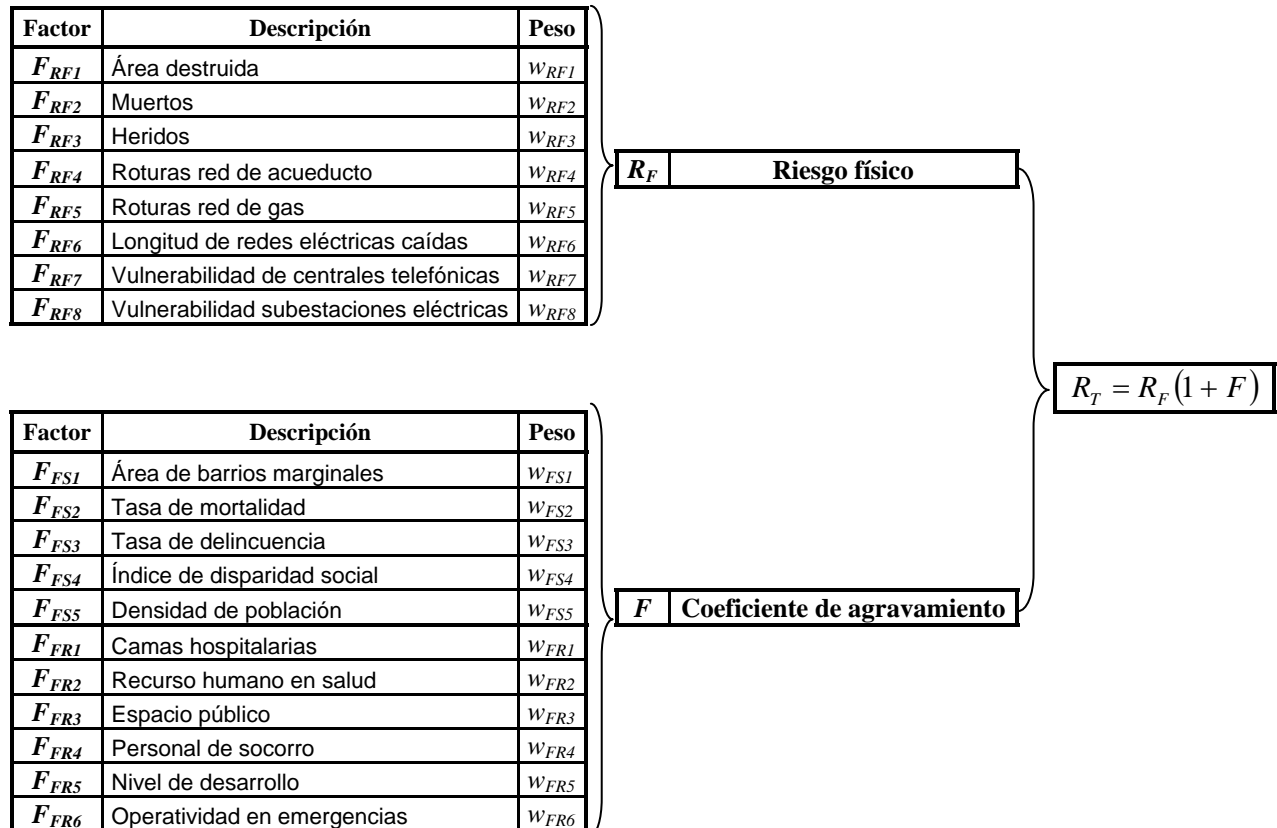 Factor Descripción Peso
F_RF1 Área destruida w_RF1
F_RF2 Muertos w_RF2
F_RF3 Heridos w_RF3
F_RF4 Roturas red de acueducto w_RF4
F_RF5 Roturas red de gas w_RF5
F_RF6 Longitud de redes eléctricas caídas w_RF6
F_RF7 Vulnerabilidad de centrales telefónicas w_RF7
F_RF8 Vulnerabilidad subestaciones eléctricas w_RF8
R_F Riesgo físico
Factor Descripción Peso
F_FS1 Área de barrios marginales w_FS1
F_FS2 Tasa de mortalidad w_FS2
F_FS3 Tasa de delincuencia w_FS3
F_FS4 Índice de disparidad social w_FS4
F_FS5 Densidad de población w_FS5
F_FR1 Camas hospitalarias w_FR1
F_FR2 Recurso humano en salud w_FR2
F_FR3 Espacio público w_FR3
F_FR4 Personal de socorro w_FR4
F_FR5 Nivel de desarrollo w_FR5
F_FR6 Operatividad en emergencias w_FR6
F Coeficiente de agravamiento
R_T = R_F(1 + F)